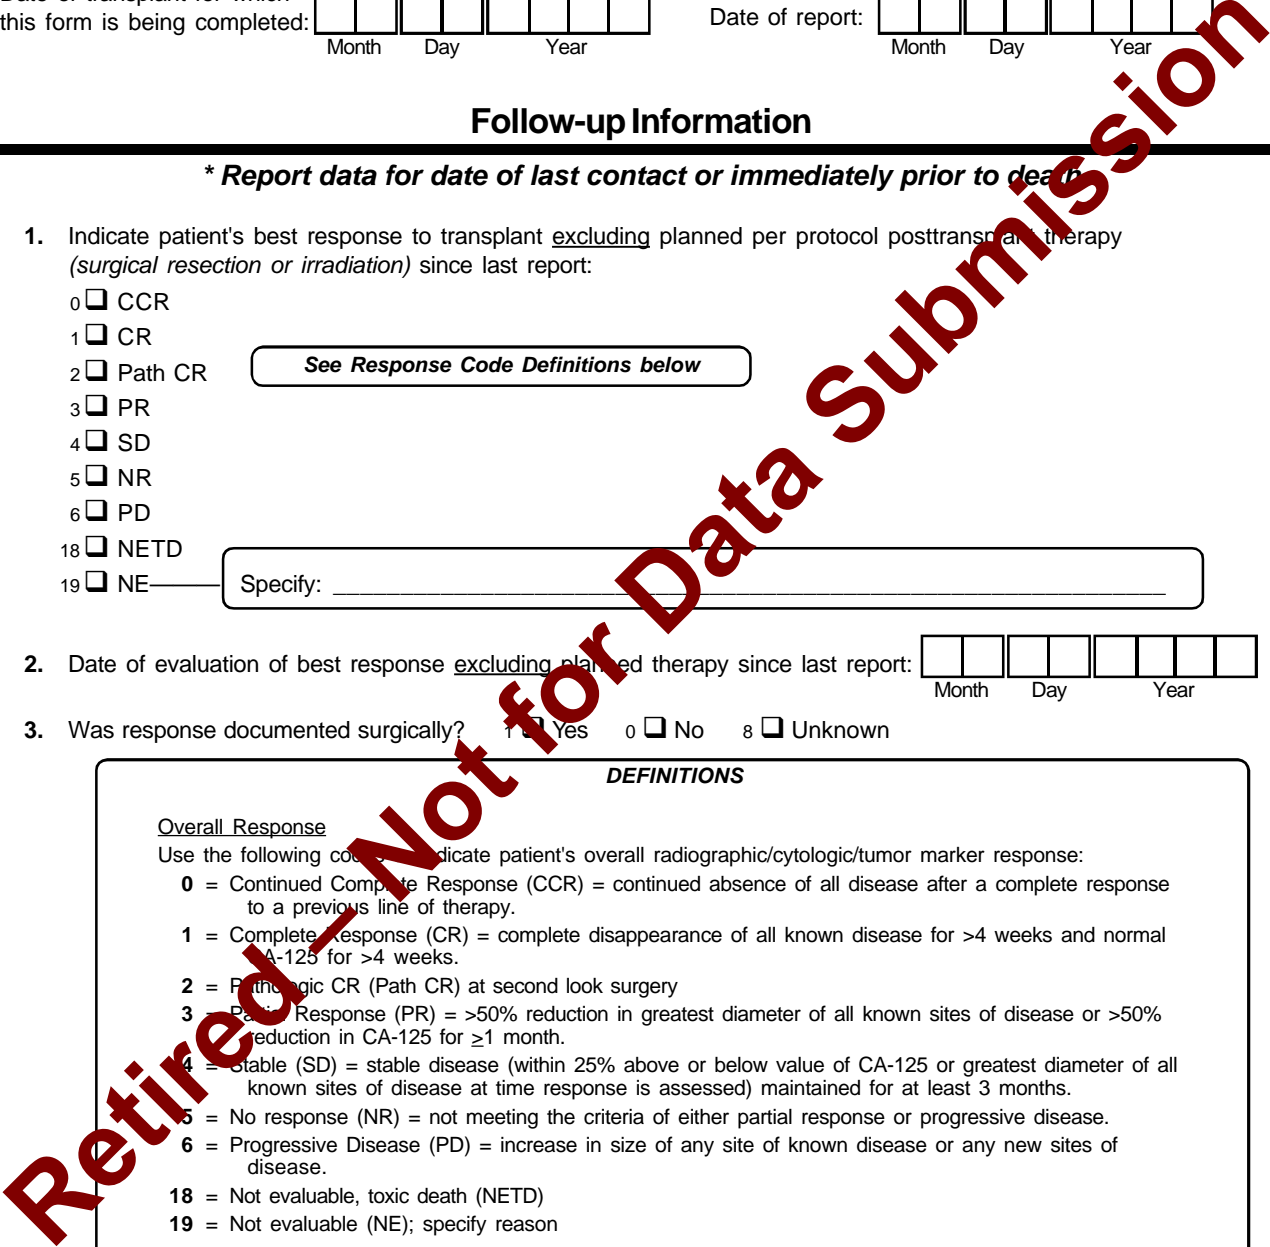 this form is being completed:
Date of report:
Month Day Year
Month Day Year
Follow-up Information
* Report data for date of last contact or immediately prior to death
1. Indicate patient's best response to transplant excluding planned per protocol posttransplant therapy
(surgical resection or irradiation) since last report:
0 ❑ CCR
1 ❑ CR
2 ❑ Path CR
See Response Code Definitions below
3 ❑ PR
4 ❑ SD
5 ❑ NR
6 ❑ PD
18 ❑ NETD
19 ❑ NE
Specify: ______________________________
2. Date of evaluation of best response excluding planned therapy since last report:
Month Day Year
3. Was response documented surgically? 1 ❑ Yes 0 ❑ No 8 ❑ Unknown
DEFINITIONS
Overall Response
Use the following codes to indicate patient's overall radiographic/cytologic/tumor marker response:
0 = Continued Complete Response (CCR) = continued absence of all disease after a complete response
to a previous line of therapy.
1 = Complete Response (CR) = complete disappearance of all known disease for >4 weeks and normal
CA-125 for >4 weeks.
2 = Pathologic CR (Path CR) at second look surgery
3 = Partial Response (PR) = >50% reduction in greatest diameter of all known sites of disease or >50%
reduction in CA-125 for ≥1 month.
4 = Stable (SD) = stable disease (within 25% above or below value of CA-125 or greatest diameter of all
known sites of disease at time response is assessed) maintained for at least 3 months.
5 = No response (NR) = not meeting the criteria of either partial response or progressive disease.
6 = Progressive Disease (PD) = increase in size of any site of known disease or any new sites of
disease.
18 = Not evaluable, toxic death (NETD)
19 = Not evaluable (NE); specify reason
Retired – Not for Data Submission